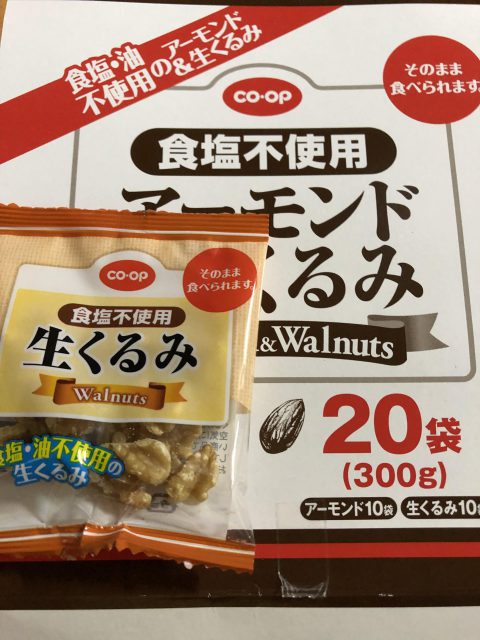 食塩・油
不使用の
アーモンド
&生くるみ
そのまま
食べられます
CO・OP
食塩不使用
アーモンド
くるみ
&Walnuts
20袋
(300g)
アーモンド10袋
生くるみ10
CO・OP
そのまま
食べられます
食塩不使用
生くるみ
Walnuts
食塩・油不使用の
生くるみ